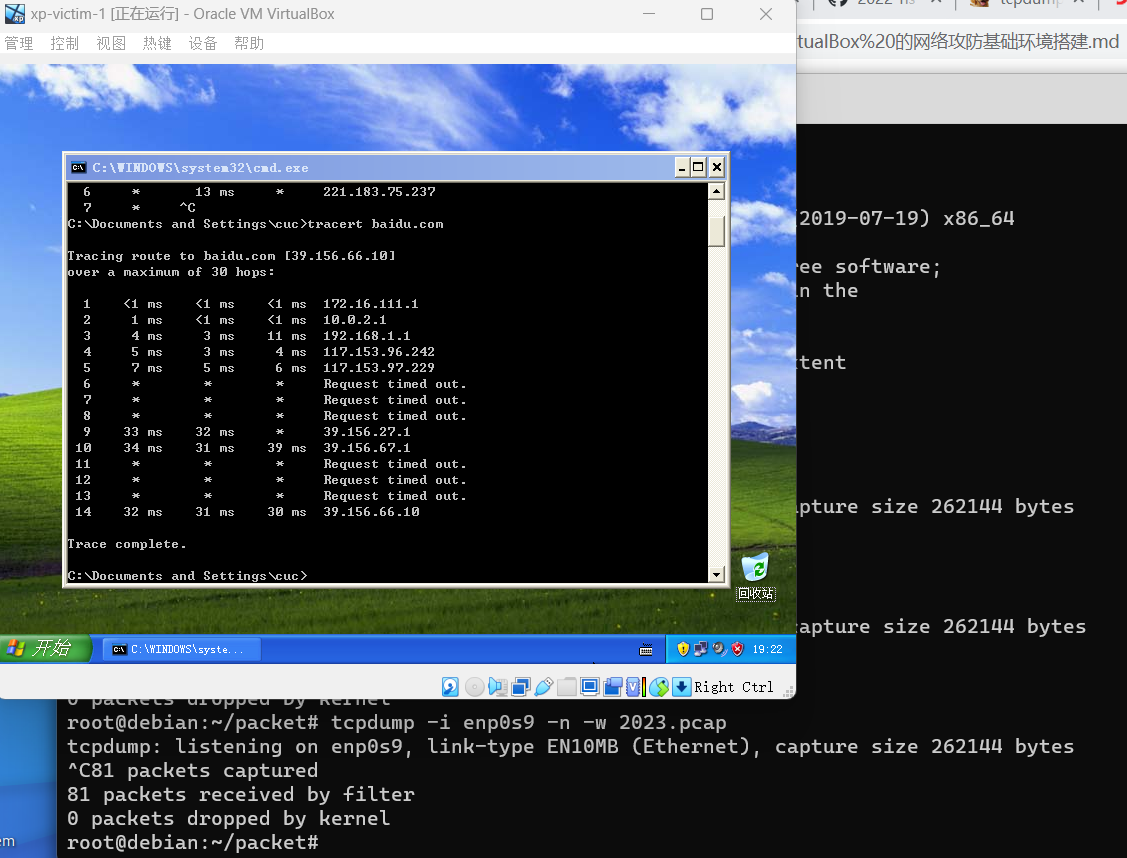 xp-victim-1 [正在运行] - Oracle VM VirtualBox
管理 控制 视图 热键 设备 帮助
tualBox%20的网络攻防基础环境搭建.md
C:\WINDOWS\system32\cmd.exe
6 * 13 ms * 221.183.75.237
7 * ^C
C:\Documents and Settings\cuc>tracert baidu.com
Tracing route to baidu.com [39.156.66.10]
over a maximum of 30 hops:
1 <1 ms <1 ms <1 ms 172.16.111.1
2 1 ms <1 ms <1 ms 10.0.2.1
3 4 ms 3 ms 11 ms 192.168.1.1
4 5 ms 3 ms 4 ms 117.153.96.242
5 7 ms 5 ms 6 ms 117.153.97.229
6 * * * Request timed out.
7 * * * Request timed out.
8 * * * Request timed out.
9 33 ms 32 ms * 39.156.27.1
10 34 ms 31 ms 39 ms 39.156.67.1
11 * * * Request timed out.
12 * * * Request timed out.
13 * * * Request timed out.
14 32 ms 31 ms 30 ms 39.156.66.10
Trace complete.
C:\Documents and Settings\cuc>
回收站
开始
C:\WINDOWS\syste...
19:22
Right Ctrl
2019-07-19) x86_64
ree software;
in the
tent
pture size 262144 bytes
apture size 262144 bytes
0 packets dropped by kernel
root@debian:~/packet# tcpdump -i enp0s9 -n -w 2023.pcap
tcpdump: listening on enp0s9, link-type EN10MB (Ethernet), capture size 262144 bytes
^C81 packets captured
81 packets received by filter
0 packets dropped by kernel
root@debian:~/packet#
em